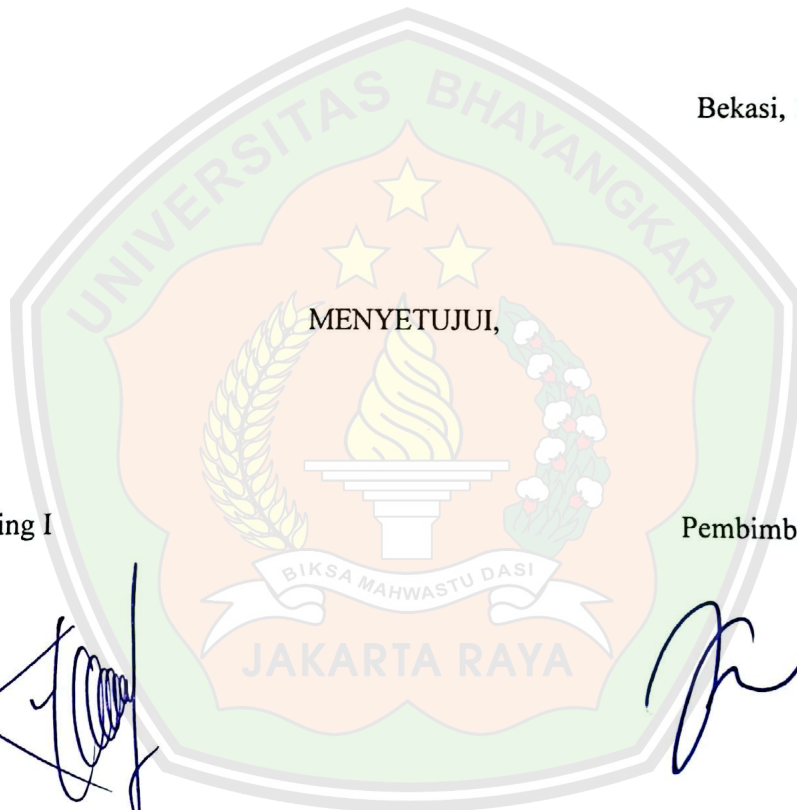 UNIVERSITAS BHAYANGKARA
Bekasi,
MENYETUJUI,
ing I
Pembimb
BIKSA MAHWASTU DASI
JAKARTA RAYA